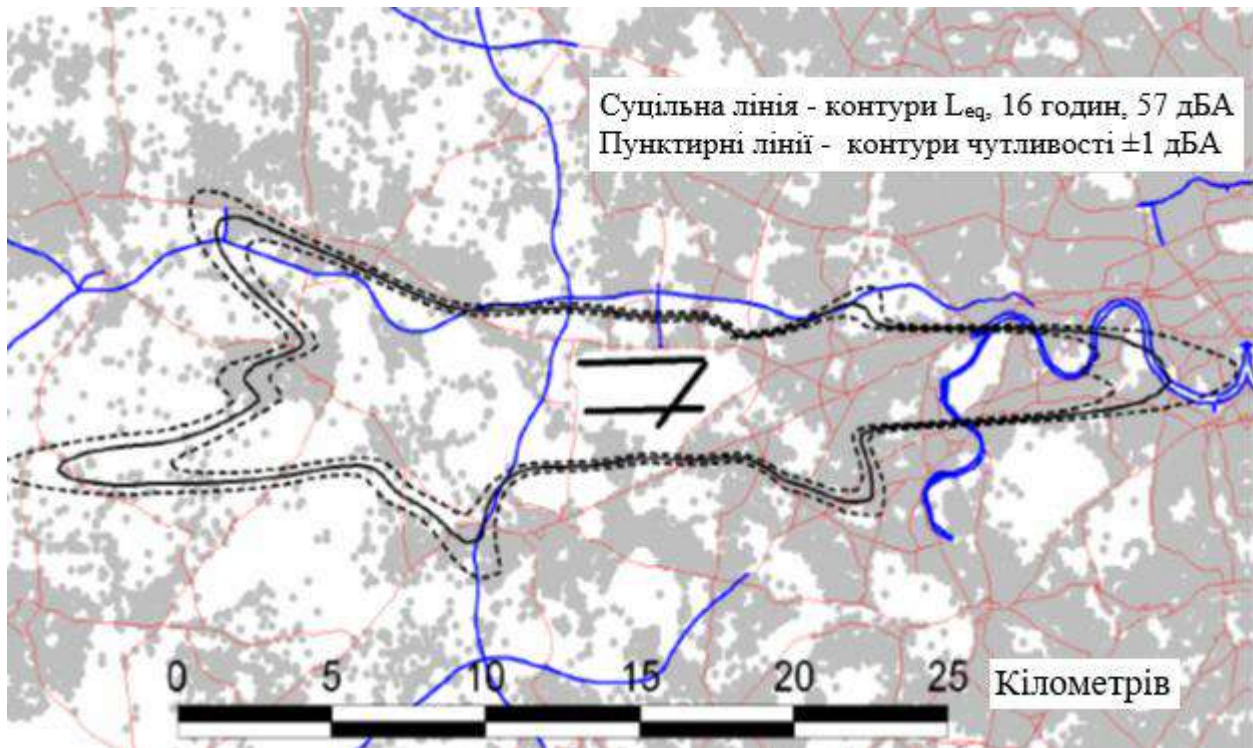 Суцільна лінія - контури Leq, 16 годин, 57 дБА
Пунктирні лінії - контури чутливості ±1 дБА
0 5 10 15 20 25 Кілометрів